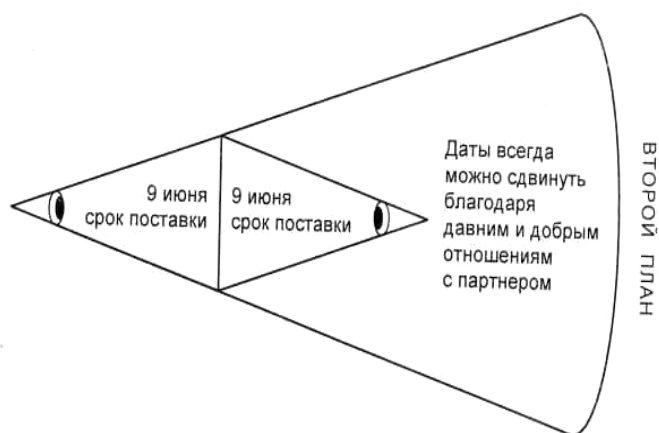 9 июня
срок поставки
9 июня
срок поставки
Даты всегда
можно сдвинуть
благодаря
давним и добрым
отношениям
с партнером
ВТОРОЙ ПЛАН